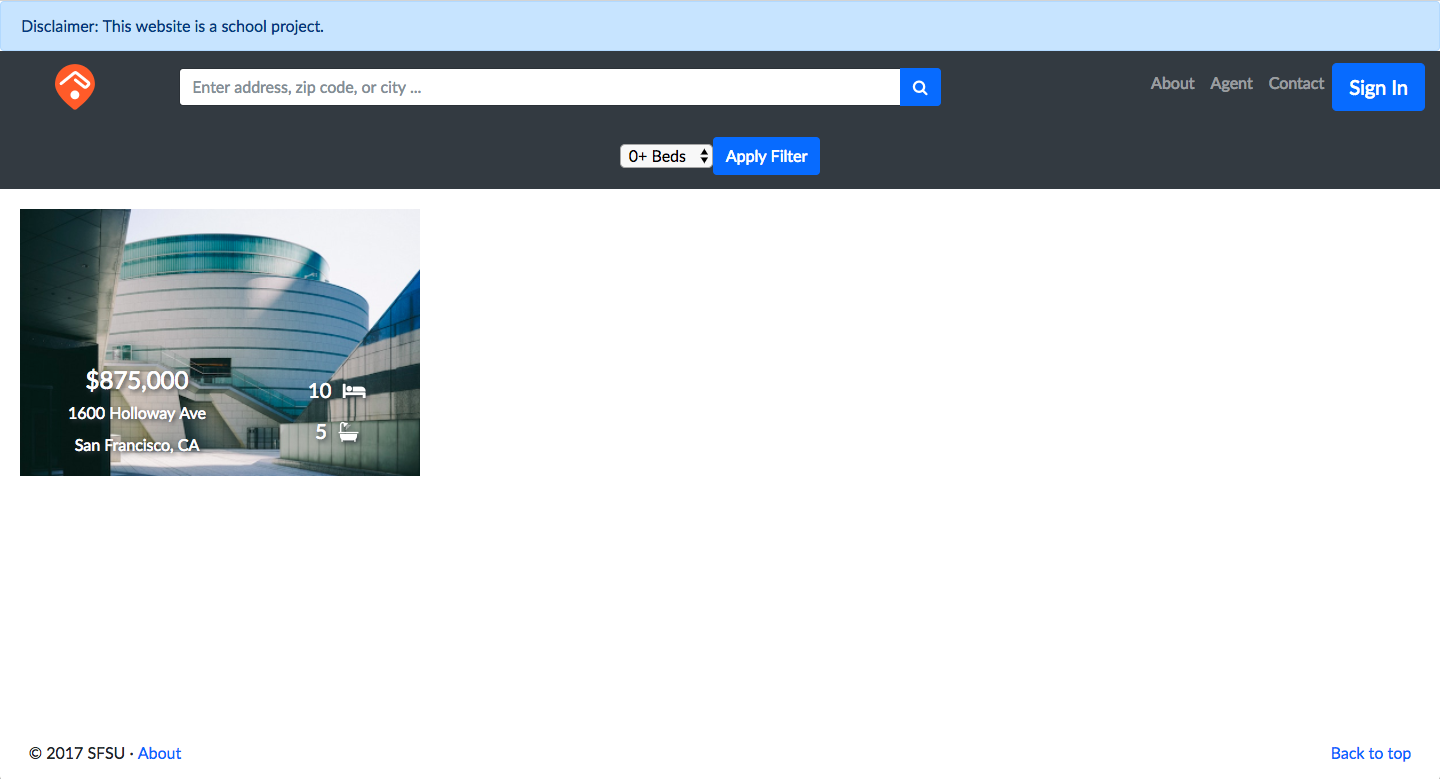 Disclaimer: This website is a school project.
Enter address, zip code, or city ...
About Agent Contact Sign In
0+ Beds Apply Filter
$875,000
1600 Holloway Ave
San Francisco, CA
10
5
© 2017 SFSU · About
Back to top